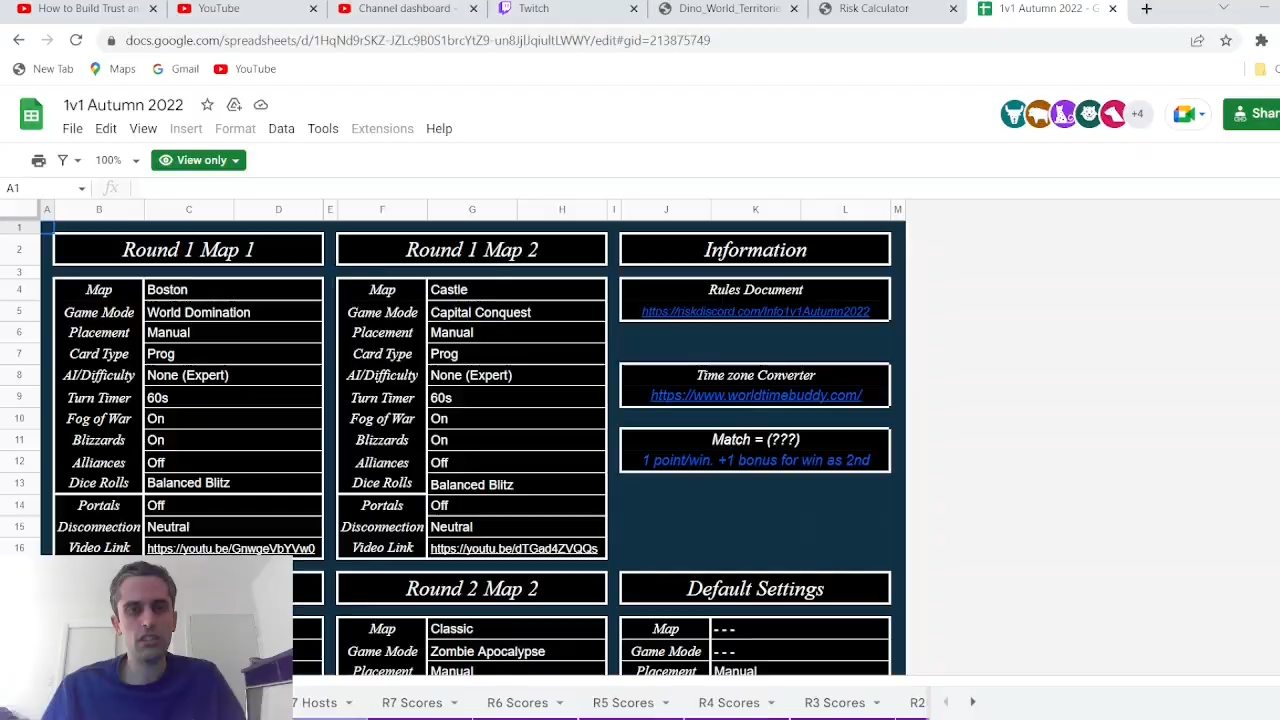 How to Build Trust an
YouTube
Channel dashboard -
Twitch
Dino_World_Territorie
Risk Calculator
1v1 Autumn 2022 - G
docs.google.com/spreadsheets/d/1HqNd9rSKZ-JZLc9B0S1brcYtZ9-un8JjlJqiultLWWY/edit#gid=213875749
New Tab
Maps
Gmail
YouTube
1v1 Autumn 2022
File Edit View Insert Format Data Tools Extensions Help
+4
Shar
100%
View only
A1
fx
A B C D E F G H I J K L M
1
2 Round 1 Map 1 Round 1 Map 2 Information
3
4 Map Boston Map Castle Rules Document
5 Game Mode World Domination Game Mode Capital Conquest https://riskdiscord.com/Info1v1Autumn2022
6 Placement Manual Placement Manual
7 Card Type Prog Card Type Prog
8 AI/Difficulty None (Expert) AI/Difficulty None (Expert) Time zone Converter
9 Turn Timer 60s Turn Timer 60s https://www.worldtimebuddy.com/
10 Fog of War On Fog of War On
11 Blizzards On Blizzards On Match = (???)
12 Alliances Off Alliances Off 1 point/win. +1 bonus for win as 2nd
13 Dice Rolls Balanced Blitz Dice Rolls Balanced Blitz
14 Portals Off Portals Off
15 Disconnection Neutral Disconnection Neutral
16 Video Link https://youtu.be/GnwgeVbYVw0 Video Link https://youtu.be/dTGad4ZVQQs
Round 2 Map 2 Default Settings
Map Classic Map - - -
Game Mode Zombie Apocalypse Game Mode - - -
Placement Manual Placement Manual
7 Hosts R7 Scores R6 Scores R5 Scores R4 Scores R3 Scores R2